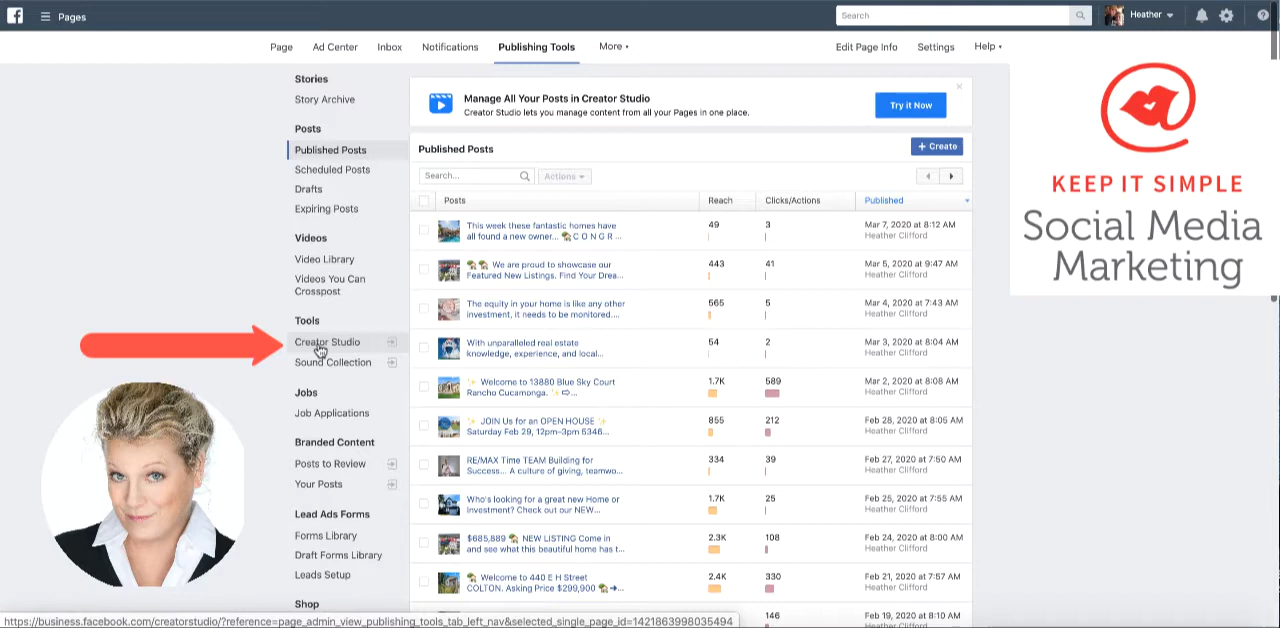 Pages
Search
Heather
Page
Ad Center
Inbox
Notifications
Publishing Tools
More
Edit Page Info
Settings
Help
Stories
Story Archive
Posts
Published Posts
Scheduled Posts
Drafts
Expiring Posts
Videos
Video Library
Videos You Can
Crosspost
Tools
Creator Studio
Sound Collection
Jobs
Job Applications
Branded Content
Posts to Review
Your Posts
Lead Ads Forms
Forms Library
Draft Forms Library
Leads Setup
Shop
Manage All Your Posts in Creator Studio
Creator Studio lets you manage content from all your Pages in one place.
Try it Now
Published Posts
+ Create
Search...
Actions
Posts Reach Clicks/Actions Published
This week these fantastic homes have 49 3 Mar 7, 2020 at 8:12 AM
all found a new owner... 🏡 C O N G R ... Heather Clifford
🏡🏡 We are proud to showcase our 443 41 Mar 5, 2020 at 9:47 AM
Featured New Listings. Find Your Drea... Heather Clifford
The equity in your home is like any other 565 5 Mar 4, 2020 at 7:43 AM
investment, it needs to be monitored.... Heather Clifford
With unparalleled real estate 54 2 Mar 3, 2020 at 8:04 AM
knowledge, experience, and local... Heather Clifford
✨ Welcome to 13880 Blue Sky Court 1.7K 589 Mar 2, 2020 at 8:08 AM
Rancho Cucamonga. ✨➪... Heather Clifford
✨ JOIN Us for an OPEN HOUSE ✨ 855 212 Feb 28, 2020 at 8:05 AM
Saturday Feb 29, 12pm–3pm 5346... Heather Clifford
RE/MAX Time TEAM Building for 334 39 Feb 27, 2020 at 7:50 AM
Success... A culture of giving, teamwo... Heather Clifford
Who's looking for a great new Home or 1.7K 25 Feb 25, 2020 at 7:55 AM
Investment? Check out our NEW... Heather Clifford
$685,889 🏡 NEW LISTING Come in 2.3K 108 Feb 24, 2020 at 8:00 AM
and see what this beautiful home has t... Heather Clifford
🏡 Welcome to 440 E H Street 2.4K 330 Feb 21, 2020 at 7:57 AM
COLTON. Asking Price $299,900 🏡➜... Heather Clifford
146 Feb 19, 2020 at 8:10 AM
KEEP IT SIMPLE
Social Media
Marketing
https://business.facebook.com/creatorstudio/?reference=page_admin_view_publishing_tools_tab_left_nav&selected_single_page_id=1421863998035494